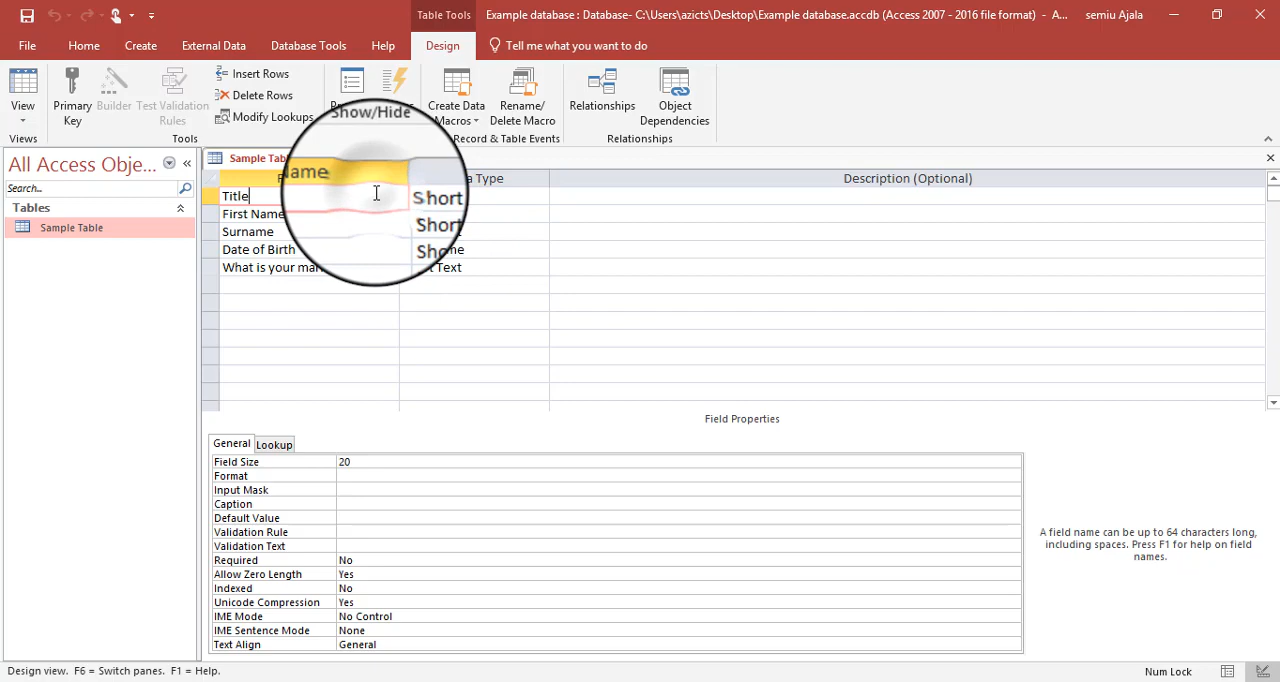 Table Tools
Example database : Database- C:\Users\azicts\Desktop\Example database.accdb (Access 2007 - 2016 file format) - A...
semiu Ajala
File Home Create External Data Database Tools Help Design Tell me what you want to do
View
Primary Key
Builder
Test Validation Rules
Insert Rows
Delete Rows
Modify Lookups
Create Data Macros
Rename/ Delete Macro
Relationships
Object Dependencies
Views
Tools
Show/Hide
Record & Table Events
Relationships
All Access Obje...
Search...
Tables
Sample Table
Name
Type
Description (Optional)
Title
Short
First Name
Short
Surname
Date of Birth
What is your
Text
Field Properties
General Lookup
Field Size 20
Format
Input Mask
Caption
Default Value
Validation Rule
Validation Text
Required No
Allow Zero Length Yes
Indexed No
Unicode Compression Yes
IME Mode No Control
IME Sentence Mode None
Text Align General
A field name can be up to 64 characters long,
including spaces. Press F1 for help on field
names.
Design view. F6 = Switch panes. F1 = Help.
Num Lock